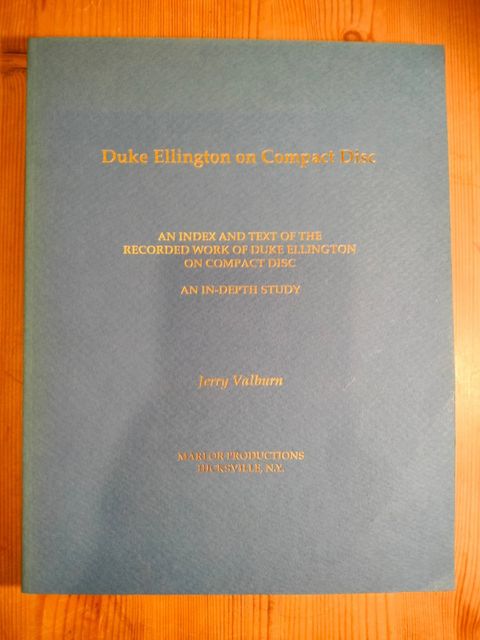 Duke Ellington on Compact Disc
AN INDEX AND TEXT OF THE
RECORDED WORK OF DUKE ELLINGTON
ON COMPACT DISC
AN IN-DEPTH STUDY
Jerry Valburn
MARLOR PRODUCTIONS
HICKSVILLE, N.Y.